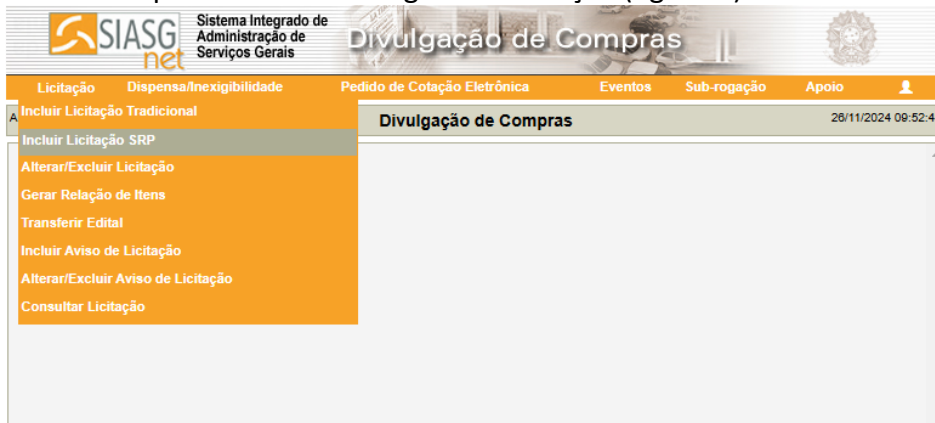 SIASG
net
Sistema Integrado de
Administração de
Serviços Gerais
Divulgação de Compras
Licitação Dispensa/Inexigibilidade Pedido de Cotação Eletrônica Eventos Sub-rogação Apoio
A
Divulgação de Compras
26/11/2024 09:52:4
Incluir Licitação Tradicional
Incluir Licitação SRP
Alterar/Excluir Licitação
Gerar Relação de Itens
Transferir Edital
Incluir Aviso de Licitação
Alterar/Excluir Aviso de Licitação
Consultar Licitação